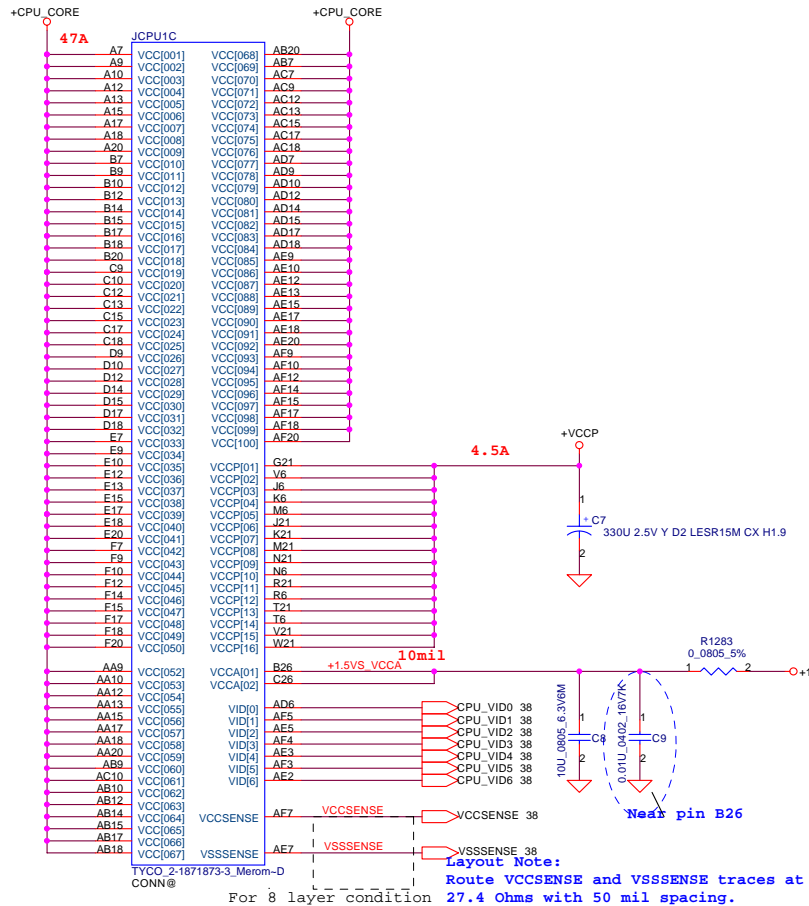 +CPU_CORE +CPU_CORE
47A
JCPU1C
A7 VCC[001] VCC[068] AB20
A9 VCC[002] VCC[069] AB7
A10 VCC[003] VCC[070] AC7
A12 VCC[004] VCC[071] AC9
A13 VCC[005] VCC[072] AC12
A15 VCC[006] VCC[073] AC13
A17 VCC[007] VCC[074] AC15
A18 VCC[008] VCC[075] AC17
A20 VCC[009] VCC[076] AC18
B7 VCC[010] VCC[077] AD7
B9 VCC[011] VCC[078] AD9
B10 VCC[012] VCC[079] AD10
B12 VCC[013] VCC[080] AD12
B14 VCC[014] VCC[081] AD14
B15 VCC[015] VCC[082] AD15
B17 VCC[016] VCC[083] AD17
B18 VCC[017] VCC[084] AD18
B20 VCC[018] VCC[085] AE9
C9 VCC[019] VCC[086] AE10
C10 VCC[020] VCC[087] AE12
C12 VCC[021] VCC[088] AE13
C13 VCC[022] VCC[089] AE15
C15 VCC[023] VCC[090] AE17
C17 VCC[024] VCC[091] AE18
C18 VCC[025] VCC[092] AE20
D9 VCC[026] VCC[093] AF9
D10 VCC[027] VCC[094] AF10
D12 VCC[028] VCC[095] AF12
D14 VCC[029] VCC[096] AF14
D15 VCC[030] VCC[097] AF15
D17 VCC[031] VCC[098] AF17
D18 VCC[032] VCC[099] AF18
E7 VCC[033] VCC[100] AF20
E9 VCC[034]
E10 VCC[035] VCCP[01] G21
E12 VCC[036] VCCP[02] V6
E13 VCC[037] VCCP[03] J6
E15 VCC[038] VCCP[04] K6
E17 VCC[039] VCCP[05] M6
E18 VCC[040] VCCP[06] J21
E20 VCC[041] VCCP[07] K21
F7 VCC[042] VCCP[08] M21
F9 VCC[043] VCCP[09] N21
F10 VCC[044] VCCP[10] N6
F12 VCC[045] VCCP[11] R21
F14 VCC[046] VCCP[12] R6
F15 VCC[047] VCCP[13] T21
F17 VCC[048] VCCP[14] T6
F18 VCC[049] VCCP[15] V21
F20 VCC[050] VCCP[16] W21
4.5A
+VCCP
1
+ C7
330U 2.5V Y D2 LESR15M CX H1.9
2
10mil
AA9 VCC[052] VCCA[01] B26 +1.5VS_VCCA
AA10 VCC[053] VCCA[02] C26
AA12 VCC[054]
AA13 VCC[055] VID[0] AD6 CPU_VID0 38
AA15 VCC[056] VID[1] AF5 CPU_VID1 38
AA17 VCC[057] VID[2] AE5 CPU_VID2 38
AA18 VCC[058] VID[3] AF4 CPU_VID3 38
AA20 VCC[059] VID[4] AE3 CPU_VID4 38
AB9 VCC[060] VID[5] AF3 CPU_VID5 38
AC10 VCC[061] VID[6] AE2 CPU_VID6 38
AB10 VCC[062]
AB12 VCC[063]
AB14 VCC[064] VCCSENSE AF7 VCCSENSE VCCSENSE 38
AB15 VCC[065]
AB17 VCC[066]
AB18 VCC[067] VSSSENSE AE7 VSSSENSE VSSSENSE 38
R1283
0_0805_5%
1 2
+1
10U_0805_6.3V6M
1
C8
2
0.01U_0402_16V7K
1
C9
2
Near pin B26
TYCO_2-1871873-3_Merom~D
CONN@
For 8 layer condition
Layout Note:
Route VCCSENSE and VSSSENSE traces at
27.4 Ohms with 50 mil spacing.